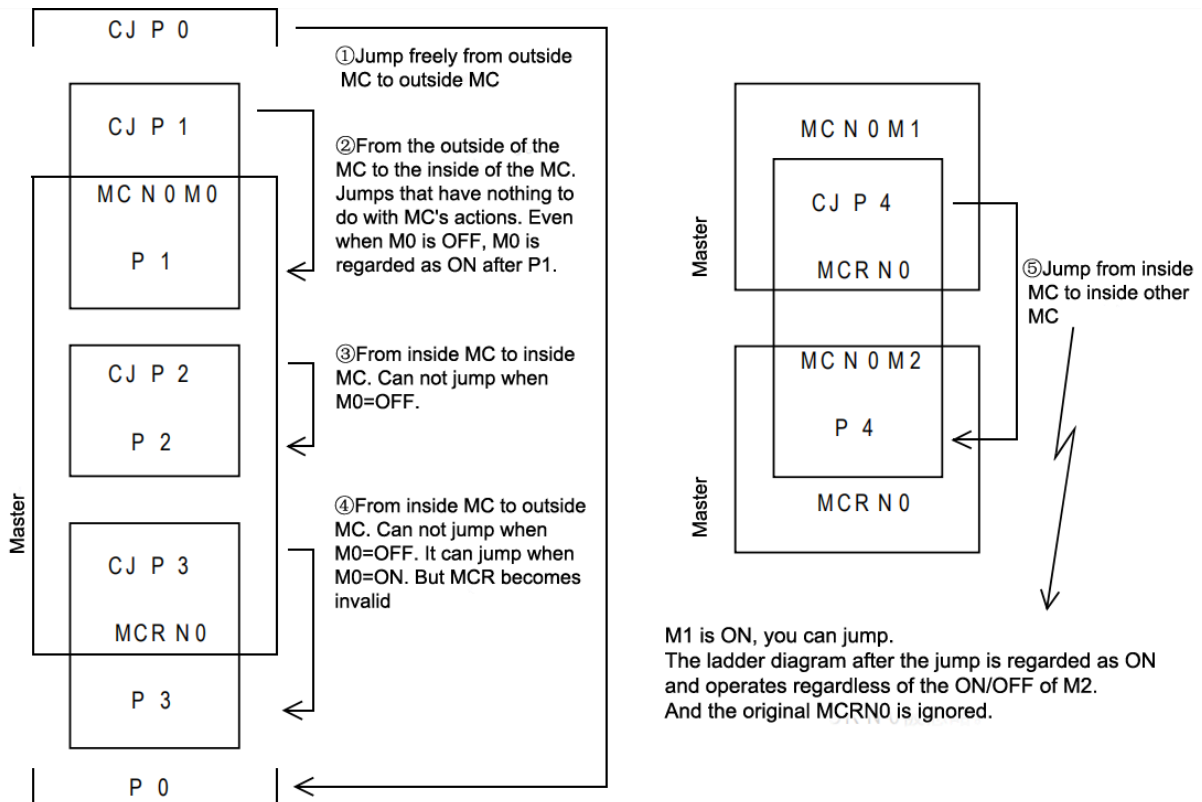 CJ P 0
①Jump freely from outside
MC to outside MC
CJ P 1
②From the outside of the
MC to the inside of the MC.
Jumps that have nothing to
do with MC's actions. Even
when M0 is OFF, M0 is
regarded as ON after P1.
MC N 0 M 0
P 1
CJ P 2
③From inside MC to inside
MC. Can not jump when
M0=OFF.
P 2
Master
④From inside MC to outside
MC. Can not jump when
M0=OFF. It can jump when
M0=ON. But MCR becomes
invalid
CJ P 3
MCR N 0
P 3
P 0
MC N 0 M 1
Master
CJ P 4
MCR N 0
⑤Jump from inside
MC to inside other
MC
MC N 0 M 2
P 4
Master
MCR N 0
M1 is ON, you can jump.
The ladder diagram after the jump is regarded as ON
and operates regardless of the ON/OFF of M2.
And the original MCRN0 is ignored.